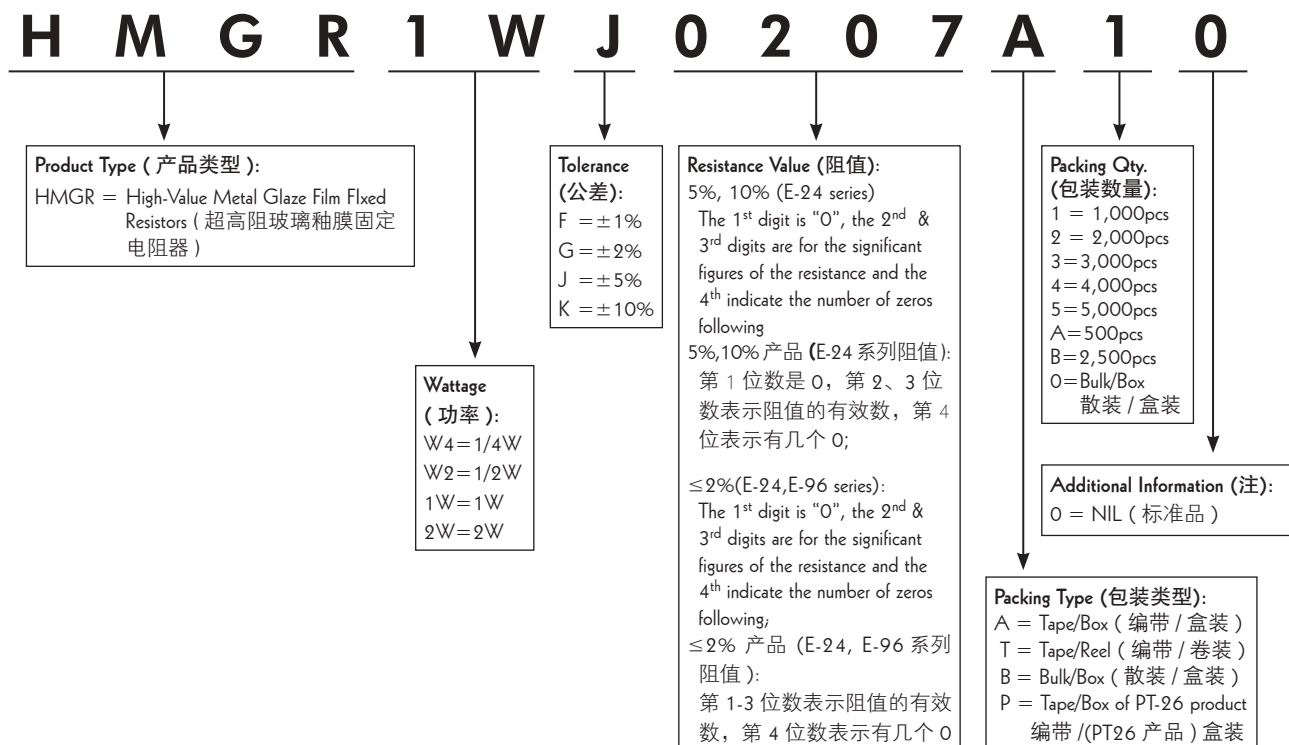 HMGR1WJ0207A10
Product Type ( 产品类型 ):
HMGR = High-Value Metal Glaze Film FIxed
Resistors ( 超高阻玻璃釉膜固定
电阻器 )
Wattage
( 功率 ):
W4=1/4W
W2=1/2W
1W=1W
2W=2W
Tolerance
(公差):
F =±1%
G=±2%
J =±5%
K =±10%
Resistance Value (阻值):
5%, 10% (E-24 series)
The 1st digit is “0”, the 2nd &
3rd digits are for the significant
figures of the resistance and the
4th indicate the number of zeros
following
5%,10% 产品 (E-24 系列阻值):
第 1 位数是 0，第 2、3 位
数表示阻值的有效数，第 4
位表示有几个 0;
≤2%(E-24,E-96 series):
The 1st digit is “0”, the 2nd &
3rd digits are for the significant
figures of the resistance and the
4th indicate the number of zeros
following;
≤2% 产品 (E-24, E-96 系列
阻值 ):
第 1-3 位数表示阻值的有效
数，第 4 位数表示有几个 0
Packing Qty.
(包装数量):
1 = 1,000pcs
2 = 2,000pcs
3=3,000pcs
4=4,000pcs
5=5,000pcs
A=500pcs
B=2,500pcs
0=Bulk/Box
散装 / 盒装
Additional Information (注):
0 = NIL ( 标准品 )
Packing Type (包装类型):
A = Tape/Box ( 编带 / 盒装 )
T = Tape/Reel ( 编带 / 卷装 )
B = Bulk/Box ( 散装 / 盒装 )
P = Tape/Box of PT-26 product
编带 /(PT26 产品 ) 盒装